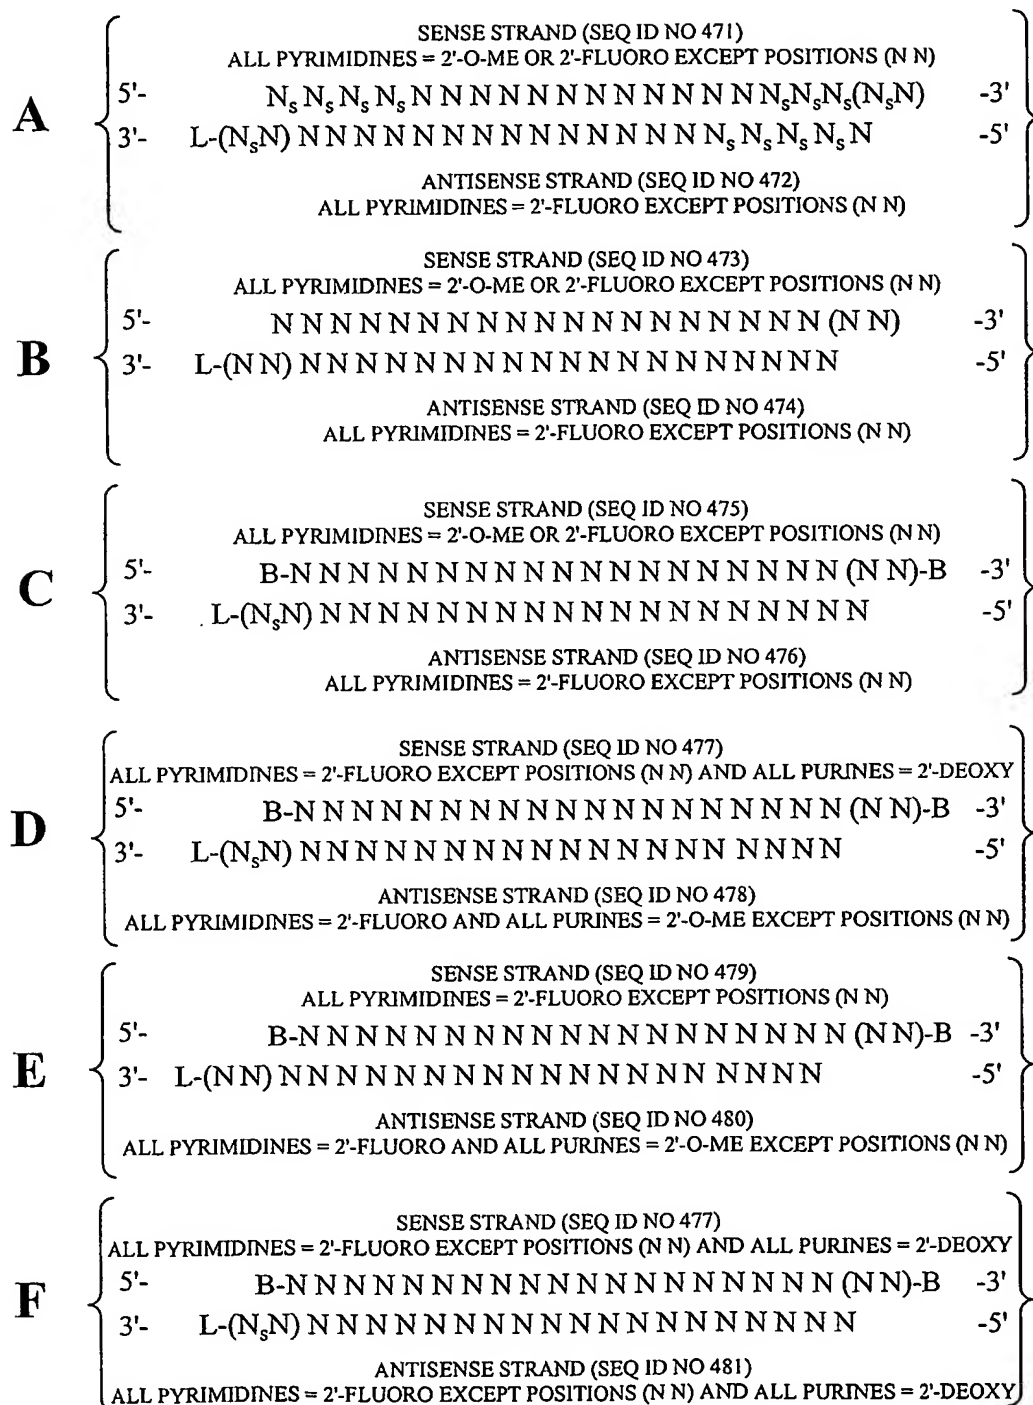 SENSE STRAND (SEQ ID NO 471)
ALL PYRIMIDINES = 2'-O-ME OR 2'-FLUORO EXCEPT POSITIONS (N N)
A
5'- NsNsNsNsN N N N N N N N N N N N NsNsNs(NsN) -3'
3'- L-(NsN) N N N N N N N N N N N N N N Ns Ns Ns Ns N -5'
ANTISENSE STRAND (SEQ ID NO 472)
ALL PYRIMIDINES = 2'-FLUORO EXCEPT POSITIONS (N N)
SENSE STRAND (SEQ ID NO 473)
ALL PYRIMIDINES = 2'-O-ME OR 2'-FLUORO EXCEPT POSITIONS (N N)
B
5'- N N N N N N N N N N N N N N N N N N N (N N) -3'
3'- L-(N N) N N N N N N N N N N N N N N N N N N N -5'
ANTISENSE STRAND (SEQ ID NO 474)
ALL PYRIMIDINES = 2'-FLUORO EXCEPT POSITIONS (N N)
SENSE STRAND (SEQ ID NO 475)
ALL PYRIMIDINES = 2'-O-ME OR 2'-FLUORO EXCEPT POSITIONS (N N)
C
5'- B-N N N N N N N N N N N N N N N N N N N (N N)-B -3'
3'- L-(NsN) N N N N N N N N N N N N N N N N N N N -5'
ANTISENSE STRAND (SEQ ID NO 476)
ALL PYRIMIDINES = 2'-FLUORO EXCEPT POSITIONS (N N)
SENSE STRAND (SEQ ID NO 477)
ALL PYRIMIDINES = 2'-FLUORO EXCEPT POSITIONS (N N) AND ALL PURINES = 2'-DEOXY
D
5'- B-N N N N N N N N N N N N N N N N N N N (N N)-B -3'
3'- L-(NsN) N N N N N N N N N N N N N N N N N N N -5'
ANTISENSE STRAND (SEQ ID NO 478)
ALL PYRIMIDINES = 2'-FLUORO AND ALL PURINES = 2'-O-ME EXCEPT POSITIONS (N N)
SENSE STRAND (SEQ ID NO 479)
ALL PYRIMIDINES = 2'-FLUORO EXCEPT POSITIONS (N N)
E
5'- B-N N N N N N N N N N N N N N N N N N N (N N)-B -3'
3'- L-(N N) N N N N N N N N N N N N N N N N N N N -5'
ANTISENSE STRAND (SEQ ID NO 480)
ALL PYRIMIDINES = 2'-FLUORO AND ALL PURINES = 2'-O-ME EXCEPT POSITIONS (N N)
SENSE STRAND (SEQ ID NO 477)
ALL PYRIMIDINES = 2'-FLUORO EXCEPT POSITIONS (N N) AND ALL PURINES = 2'-DEOXY
F
5'- B-N N N N N N N N N N N N N N N N N N N (N N)-B -3'
3'- L-(NsN) N N N N N N N N N N N N N N N N N N N -5'
ANTISENSE STRAND (SEQ ID NO 481)
ALL PYRIMIDINES = 2'-FLUORO EXCEPT POSITIONS (N N) AND ALL PURINES = 2'-DEOXY